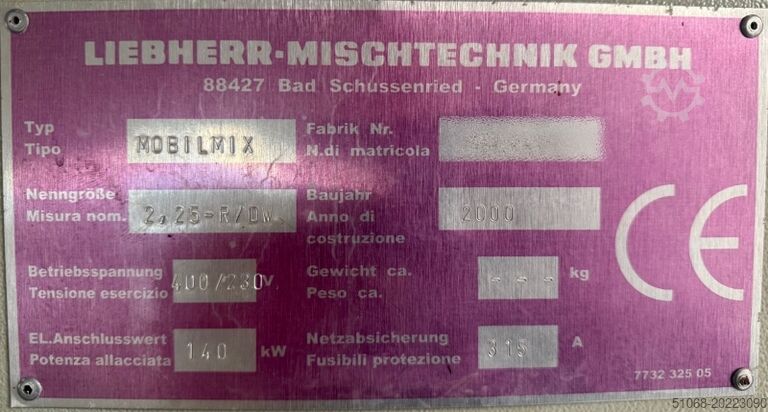 LIEBHERR-MISCHTECHNIK GMBH
88427 Bad Schussenried - Germany
Typ
Tipo
MOBILMIX
Fabrik Nr.
N.di matricola
Nenngröße
Misura nom.
2,25-R/DW
Baujahr
Anno di
costruzione
2000
Betriebsspannung
Tensione esercizio
400/230 V
Gewicht ca.
Peso ca.
--- kg
EL.Anschlusswert
Potenza allacciata
140 kW
Netzabsicherung
Fusibili protezione
315 A
CE
7732 325 05
51068-20223090